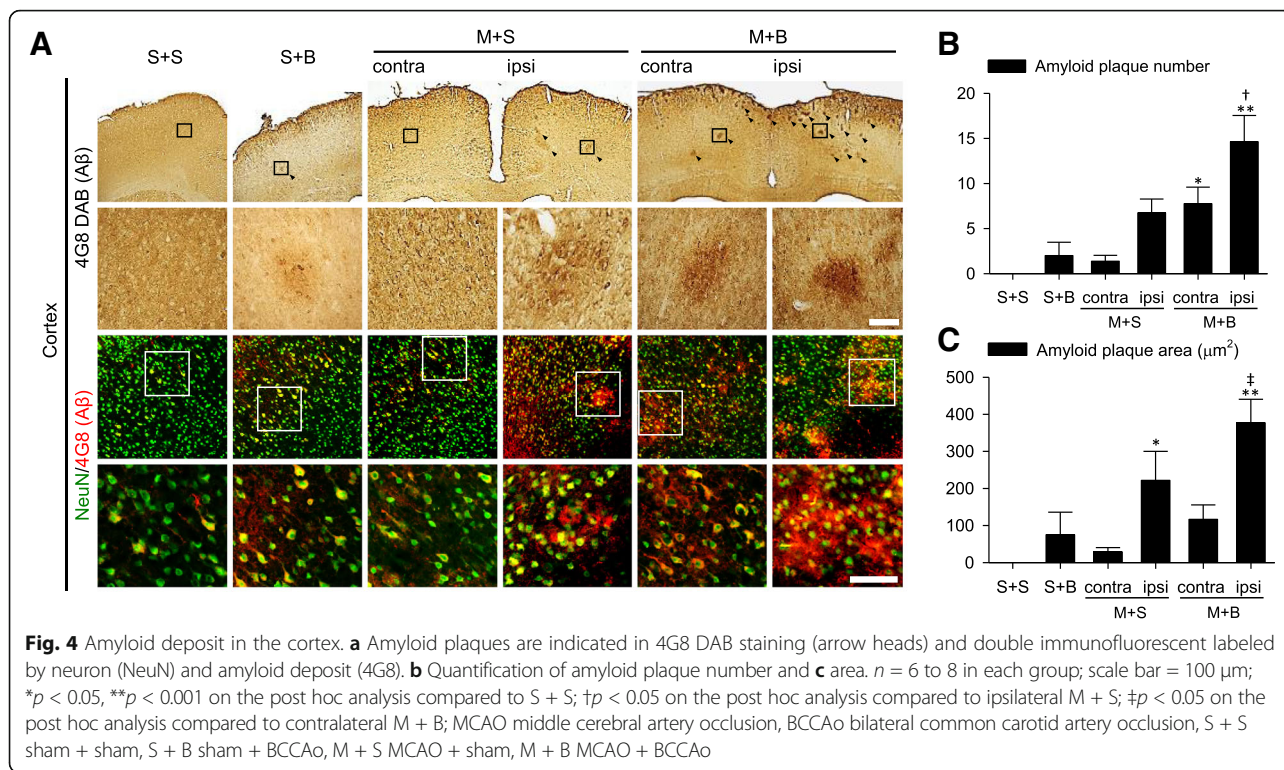 A
S+S
S+B
M+S
contra
ipsi
M+B
contra
ipsi
Cortex
4G8 DAB (Aβ)
NeuN/4G8 (Aβ)
B
Amyloid plaque number
20
15
10
5
0
†
**
*
S+S
S+B
contra
ipsi
contra
ipsi
M+S
M+B
C
Amyloid plaque area (μm²)
500
400
300
200
100
0
‡
**
*
S+S
S+B
contra
ipsi
contra
ipsi
M+S
M+B
Fig. 4 Amyloid deposit in the cortex. a Amyloid plaques are indicated in 4G8 DAB staining (arrow heads) and double immunofluorescent labeled
by neuron (NeuN) and amyloid deposit (4G8). b Quantification of amyloid plaque number and c area. n = 6 to 8 in each group; scale bar = 100 μm;
*p < 0.05, **p < 0.001 on the post hoc analysis compared to S + S; †p < 0.05 on the post hoc analysis compared to ipsilateral M + S; ‡p < 0.05 on the
post hoc analysis compared to contralateral M + B; MCAO middle cerebral artery occlusion, BCCAo bilateral common carotid artery occlusion, S + S
sham + sham, S + B sham + BCCAo, M + S MCAO + sham, M + B MCAO + BCCAo